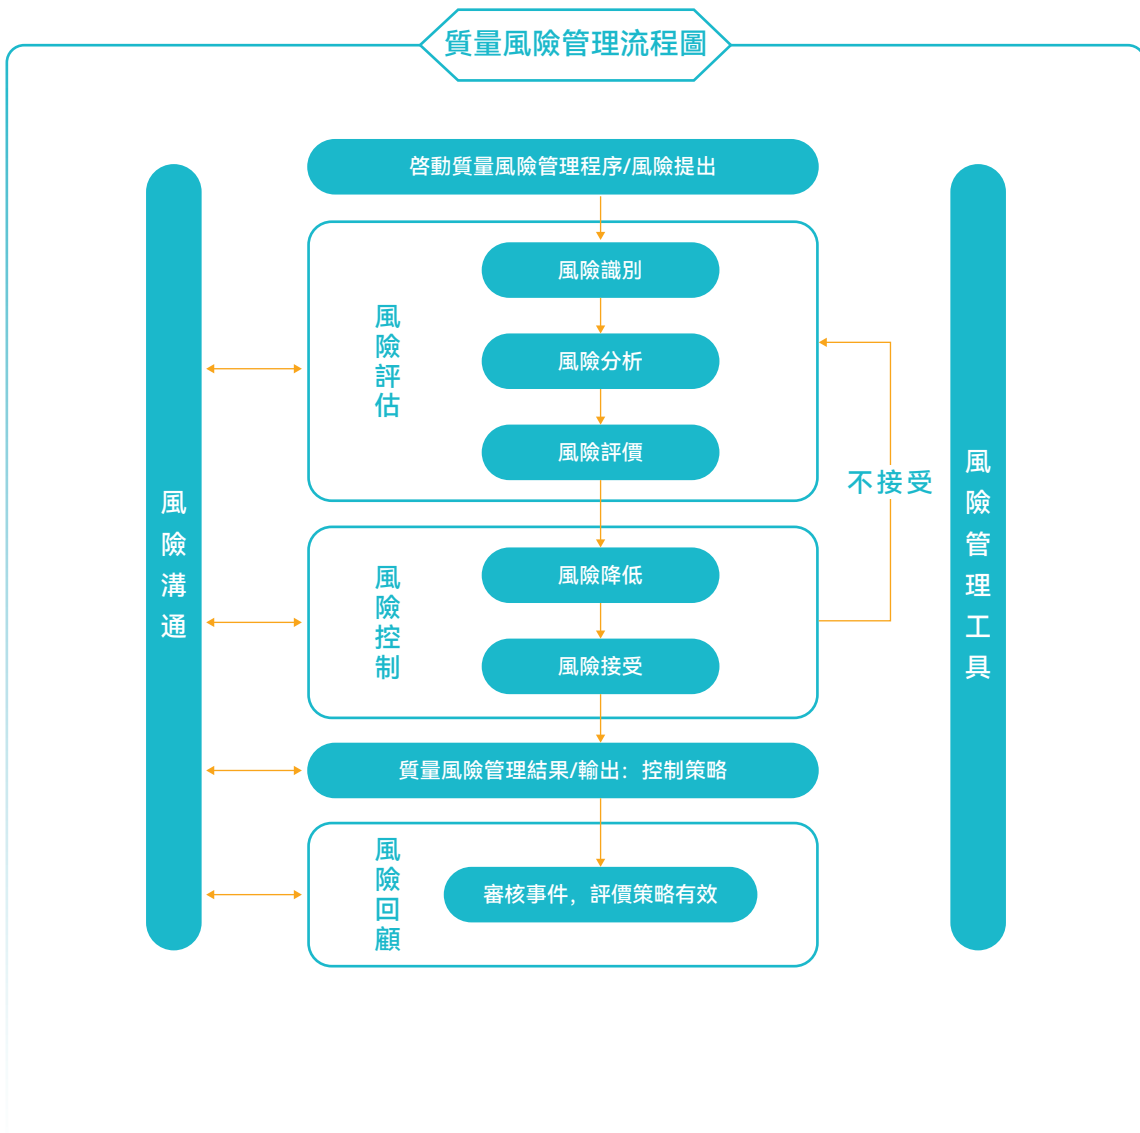 質量風險管理流程圖
啓動質量風險管理程序/風險提出
風險溝通
風險評估
風險識別
風險分析
風險評價
不接受
風險控制
風險降低
風險接受
質量風險管理結果/輸出：控制策略
風險回顧
審核事件，評價策略有效
風險管理工具